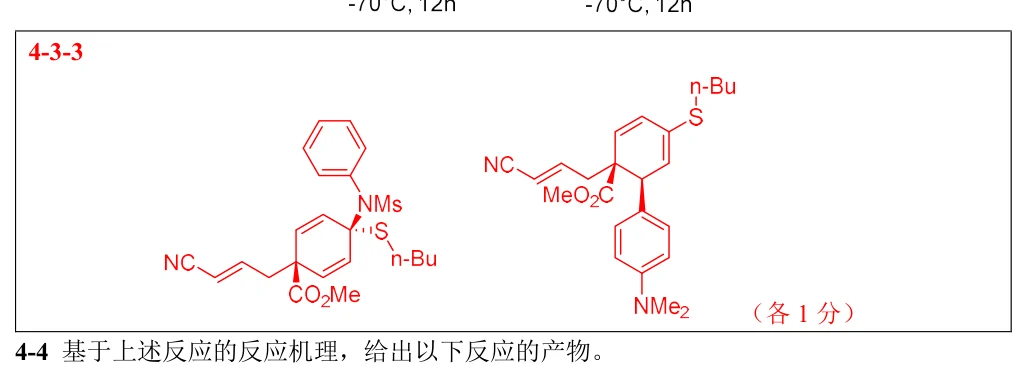 -70°C, 12h
-70°C, 12h
4-3-3
n-Bu
S
NC
MeO2C
NMs
S
n-Bu
NC
CO2Me
NMe2
（各 1 分）
4-4 基于上述反应的反应机理，给出以下反应的产物。